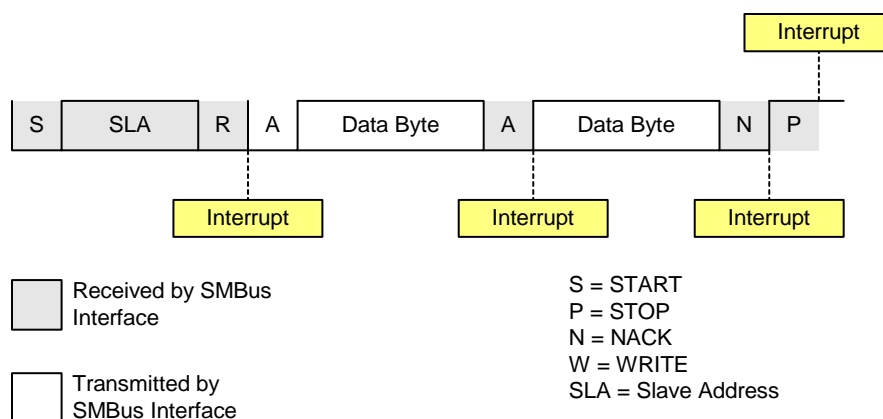 Interrupt
S SLA R A Data Byte A Data Byte N P
Interrupt Interrupt Interrupt
Received by SMBus
Interface
Transmitted by
SMBus Interface
S = START
P = STOP
N = NACK
W = WRITE
SLA = Slave Address